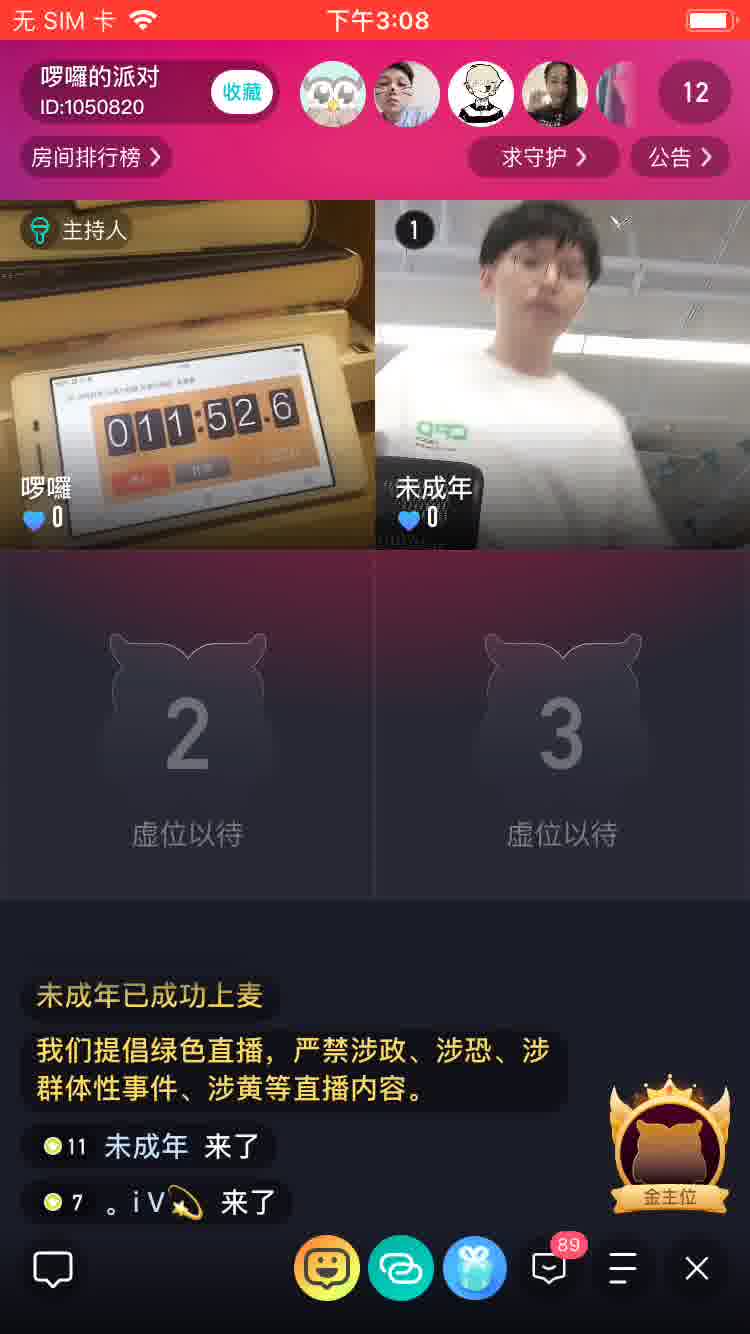 无 SIM 卡
下午3:08
啰囉的派对
ID:1050820
收藏
12
房间排行榜
求守护
公告
主持人
1
011:52.6
啰囉
0
未成年
0
2
3
虚位以待
虚位以待
未成年已成功上麦
我们提倡绿色直播，严禁涉政、涉恐、涉
群体性事件、涉黄等直播内容。
11 未成年 来了
7 。i V 来了
金主位
89